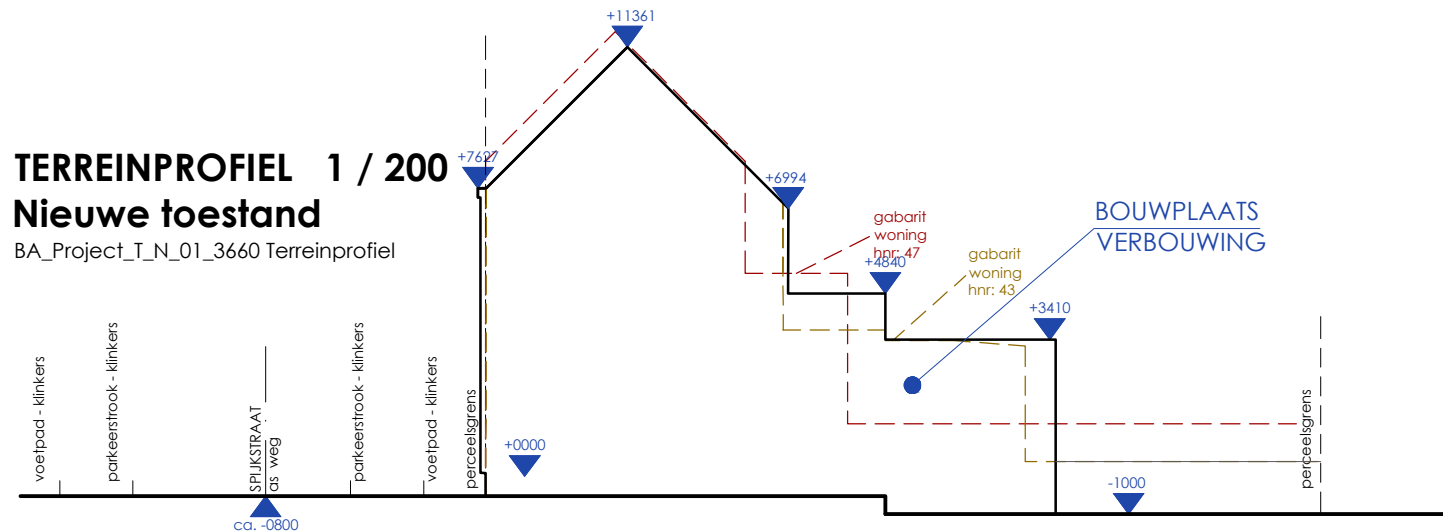 +11361
TERREINPROFIEL 1 / 200
+7627
Nieuwe toestand
BA_Project_T_N_01_3660 Terreinprofiel
+6994
gabarit
woning
hnr: 47
BOUWPLAATS
VERBOUWING
+4840
gabarit
woning
hnr: 43
+3410
voetpad - klinkers
parkeerstrook - klinkers
SPIJKSTRAAT
as weg
parkeerstrook - klinkers
voetpad - klinkers
perceelsgrens
+0000
perceelsgrens
-1000
ca. -0800